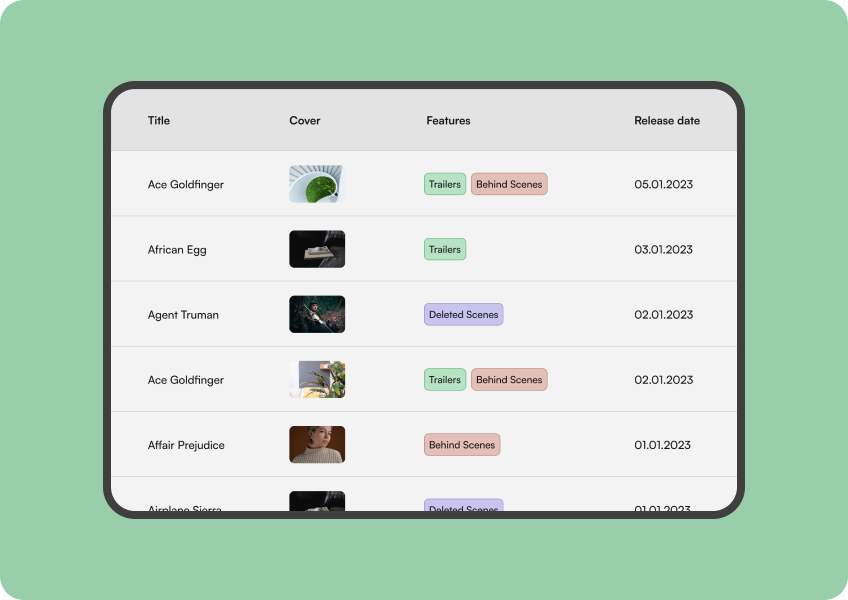 Title Cover Features Release date
Ace Goldfinger Trailers Behind Scenes 05.01.2023
African Egg Trailers 03.01.2023
Agent Truman Deleted Scenes 02.01.2023
Ace Goldfinger Trailers Behind Scenes 02.01.2023
Affair Prejudice Behind Scenes 01.01.2023
Airplane Sierra Deleted Scenes 01.01.2023